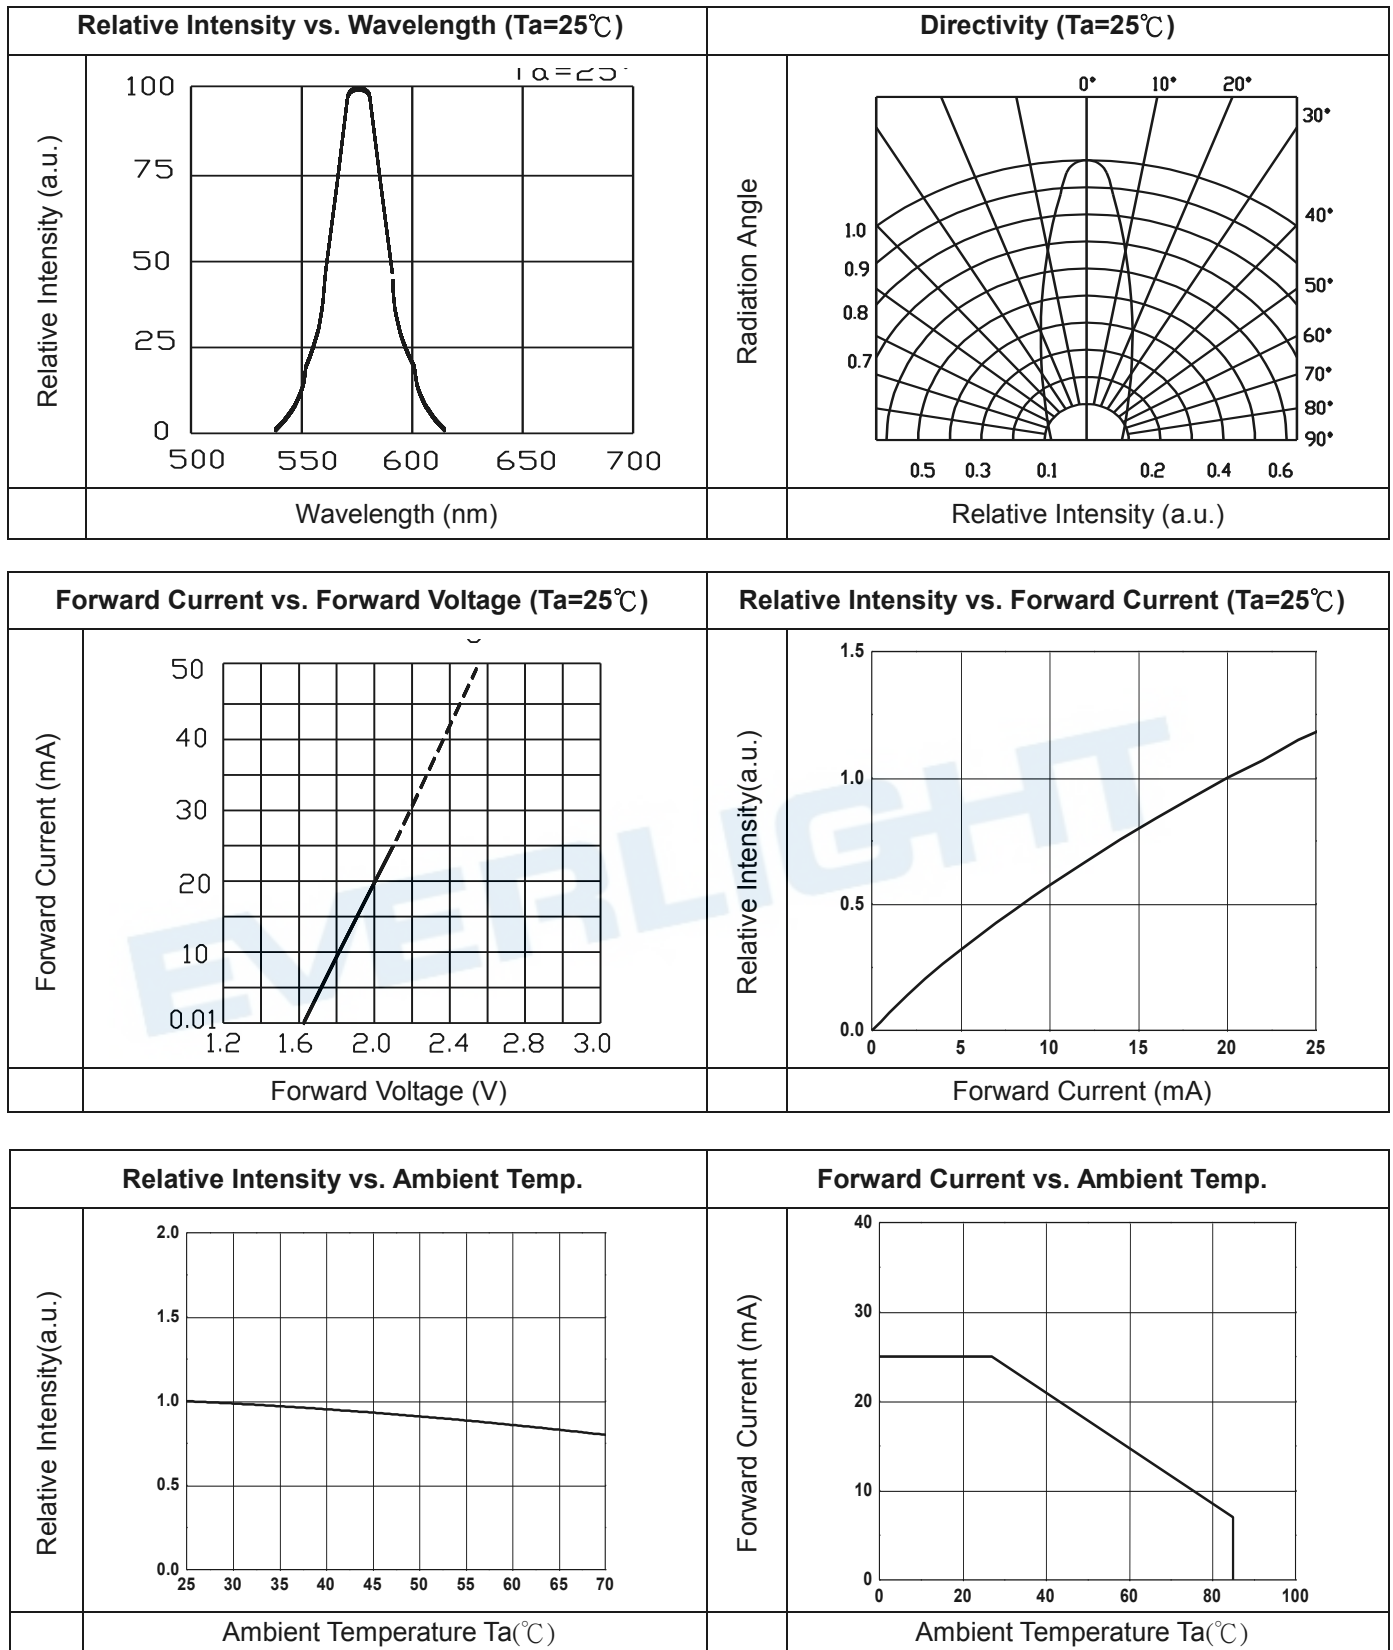 Relative Intensity vs. Wavelength (Ta=25℃)
Directivity (Ta=25℃)
Relative Intensity (a.u.)
Ta=25°
100
75
50
25
0
500 550 600 650 700
Wavelength (nm)
Radiation Angle
0° 10° 20°
30°
40°
50°
60°
70°
80°
90°
1.0
0.9
0.8
0.7
0.5 0.3 0.1 0.2 0.4 0.6
Relative Intensity (a.u.)
Forward Current vs. Forward Voltage (Ta=25℃)
Relative Intensity vs. Forward Current (Ta=25℃)
Forward Current (mA)
50
40
30
20
10
0.01
1.2 1.6 2.0 2.4 2.8 3.0
Forward Voltage (V)
Relative Intensity(a.u.)
1.5
1.0
0.5
0.0
0 5 10 15 20 25
Forward Current (mA)
EVERLIGHT
Relative Intensity vs. Ambient Temp.
Forward Current vs. Ambient Temp.
Relative Intensity(a.u.)
2.0
1.5
1.0
0.5
0.0
25 30 35 40 45 50 55 60 65 70
Ambient Temperature Ta(℃)
Forward Current (mA)
40
30
20
10
0
0 20 40 60 80 100
Ambient Temperature Ta(℃)